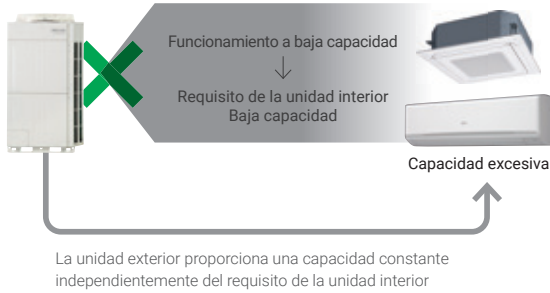 Funcionamiento a baja capacidad
Requisito de la unidad interior
Baja capacidad
Capacidad excesiva
La unidad exterior proporciona una capacidad constante
independientemente del requisito de la unidad interior